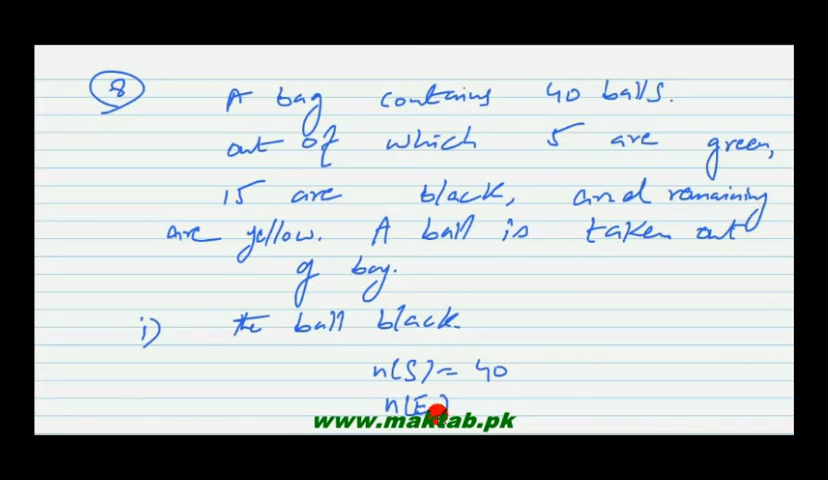 8
A bag contains 40 balls.
out of which 5 are green,
15 are black, and remaining
are yellow. A ball is taken out
of bag.
i) the ball black.
n(S) = 40
n(E)
www.maktab.pk